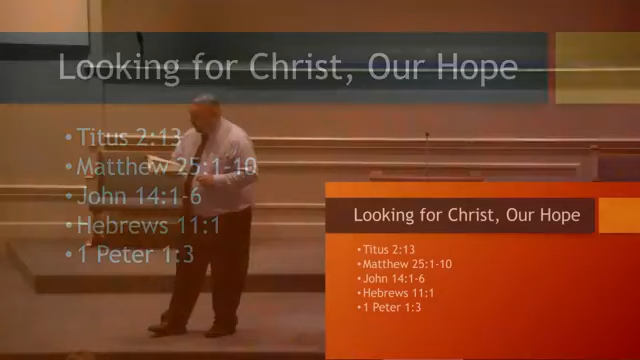 Looking for Christ, Our Hope
• Titus 2:13
• Matthew 25:1-10
• John 14:1-6
• Hebrews 11:1
• 1 Peter 1:3
Looking for Christ, Our Hope
• Titus 2:13
• Matthew 25:1-10
• John 14:1-6
• Hebrews 11:1
• 1 Peter 1:3